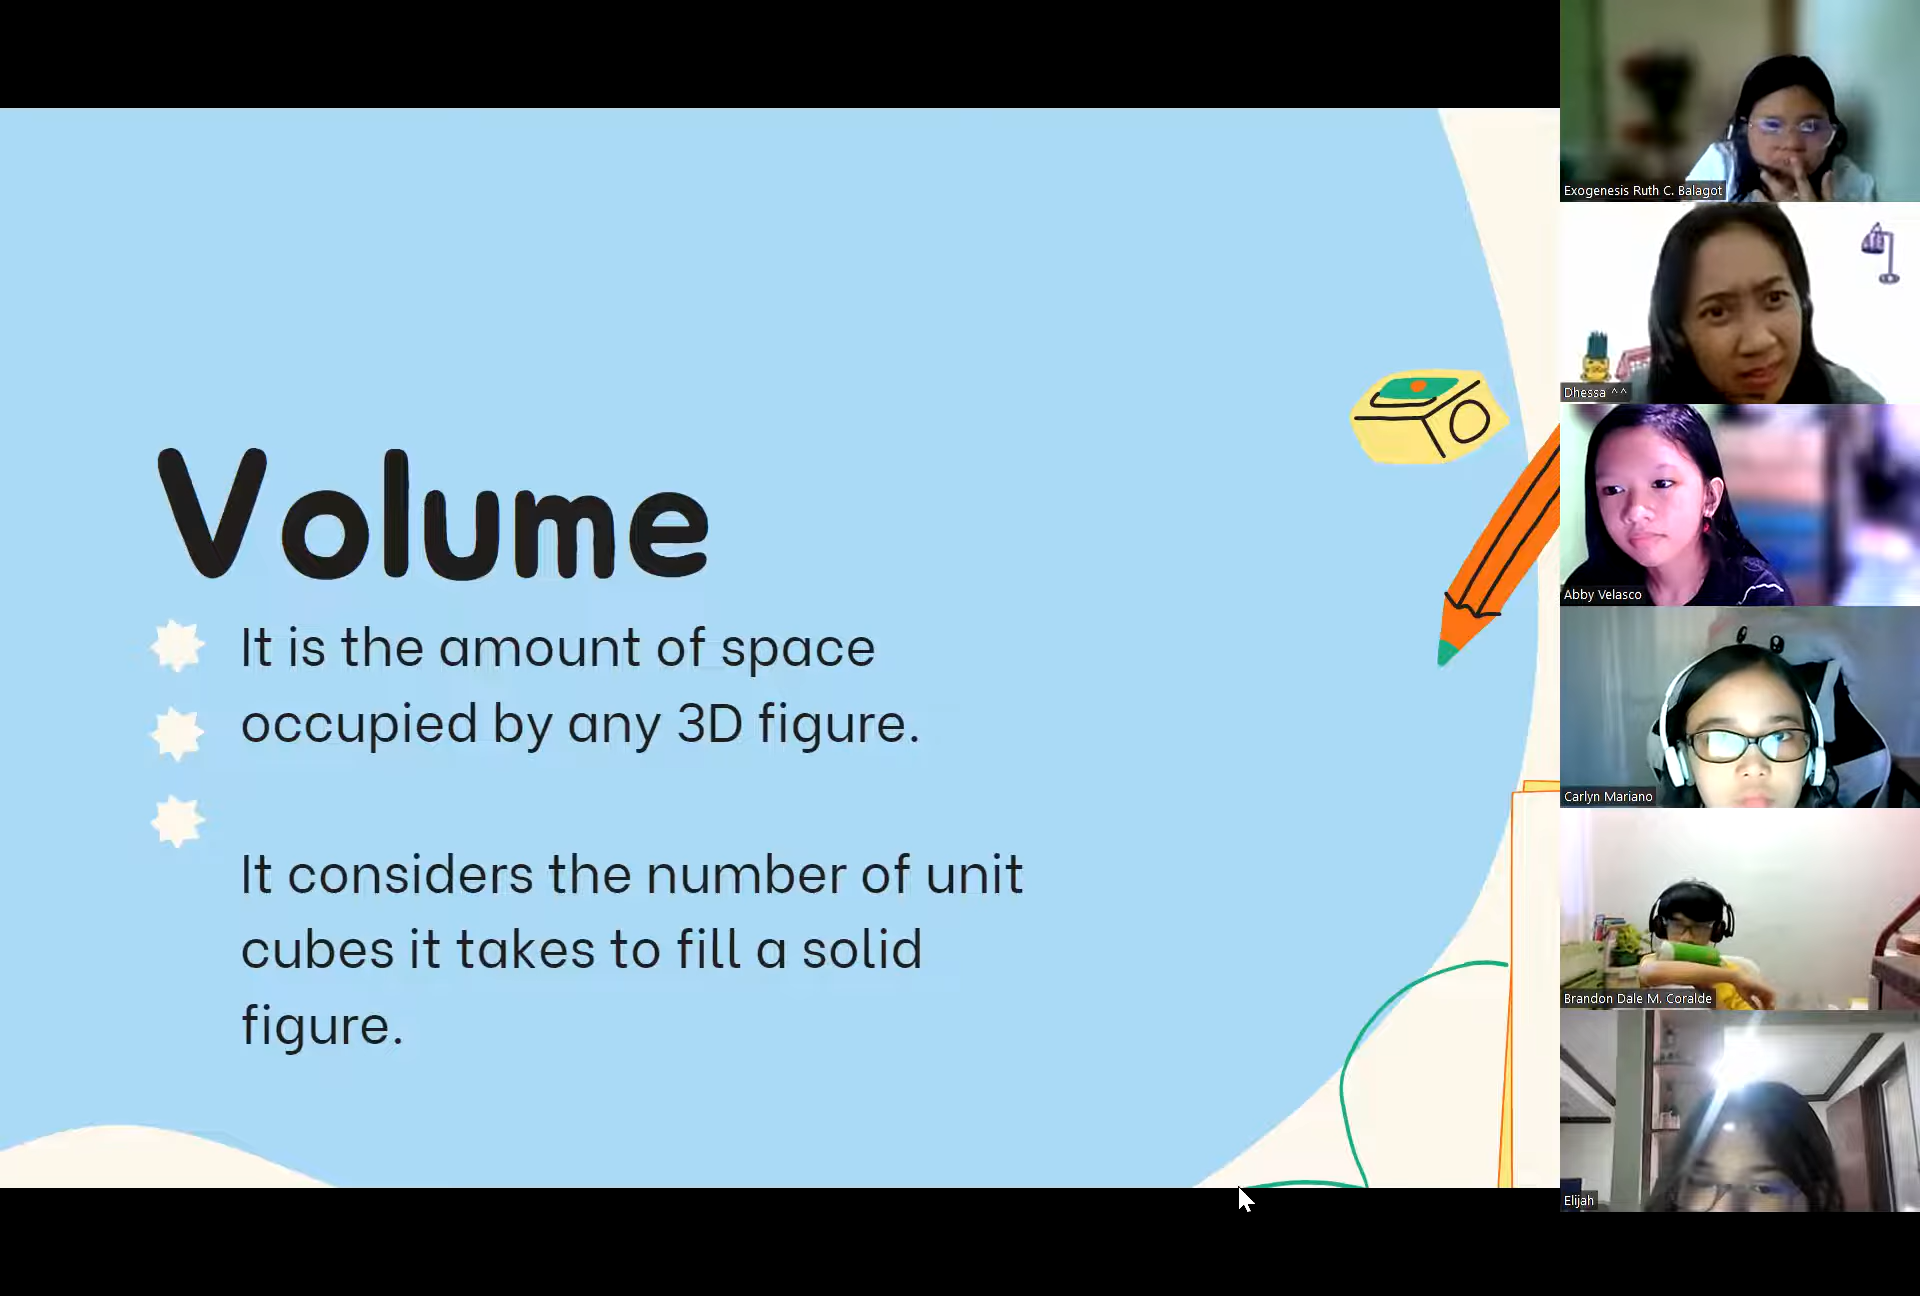 Volume
It is the amount of space
occupied by any 3D figure.
It considers the number of unit
cubes it takes to fill a solid
figure.
Exogenesis Ruth C. Balagot
Dhessa ^^
Abby Velasco
Carlyn Mariano
Brandon Dale M. Coralde
Elijah